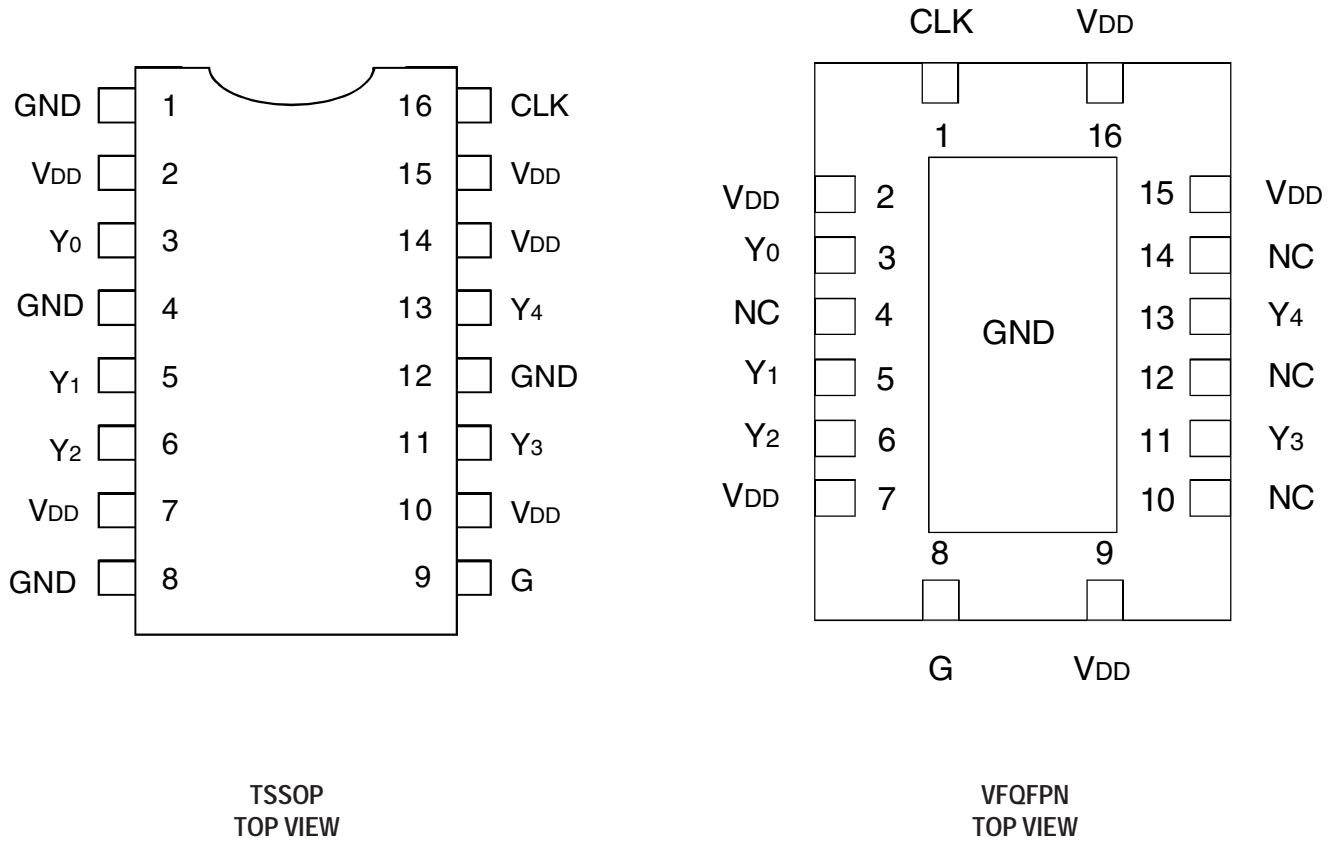 GND 1 16 CLK
VDD 2 15 VDD
Y0 3 14 VDD
GND 4 13 Y4
Y1 5 12 GND
Y2 6 11 Y3
VDD 7 10 VDD
GND 8 9 G
TSSOP
TOP VIEW
CLK VDD
1 16
VDD 2 15 VDD
Y0 3 14 NC
NC 4 13 Y4
GND
Y1 5 12 NC
Y2 6 11 Y3
VDD 7 10 NC
8 9
G VDD
VFQFPN
TOP VIEW